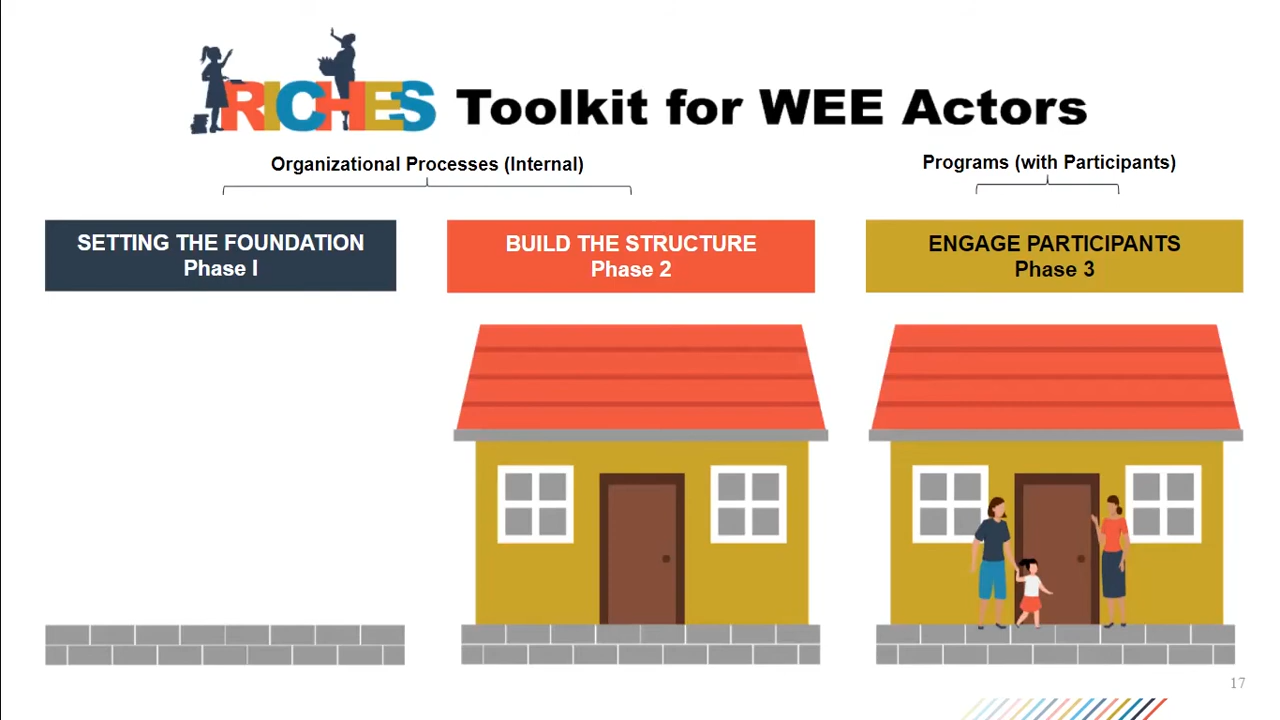 RICHES Toolkit for WEE Actors
Organizational Processes (Internal)
Programs (with Participants)
SETTING THE FOUNDATION
Phase I
BUILD THE STRUCTURE
Phase 2
ENGAGE PARTICIPANTS
Phase 3
17